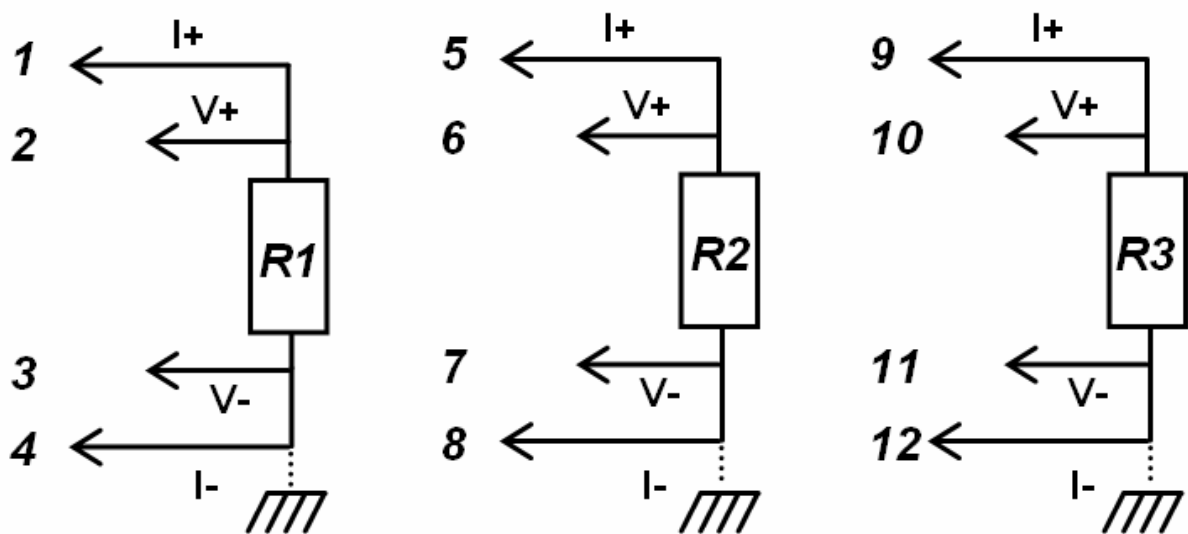 1 I+ 5 I+ 9 I+
2 V+ 6 V+ 10 V+
R1 R2 R3
3 V- 7 V- 11 V-
4 I- 8 I- 12 I-